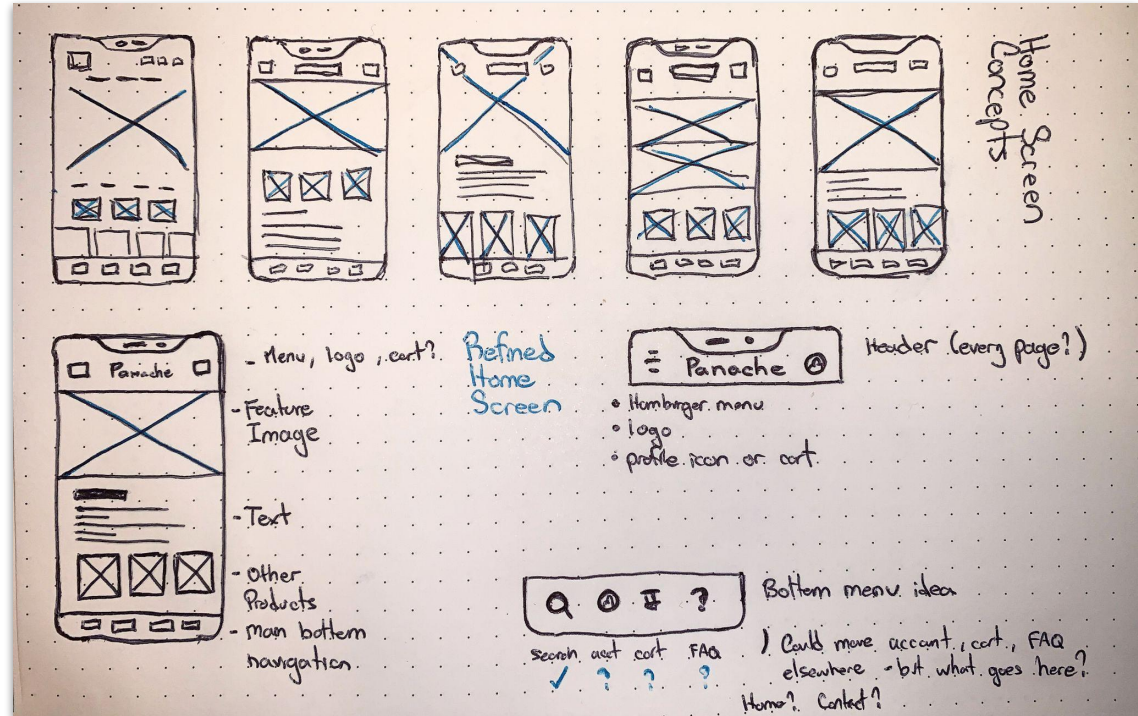 Home Screen
Concepts
Panache
- Menu, logo, cart?
- Feature
Image
- Text
- Other
Products
- main bottom
navigation
Refined
Home
Screen
Panache
Header (every page?)
• Hamburger menu
• logo
• profile icon or cart
?
search acct cart FAQ
✓ ? ? ?
Bottom menu idea
) Could move account, cart, FAQ
elsewhere - but what goes here?
Home? Contact?